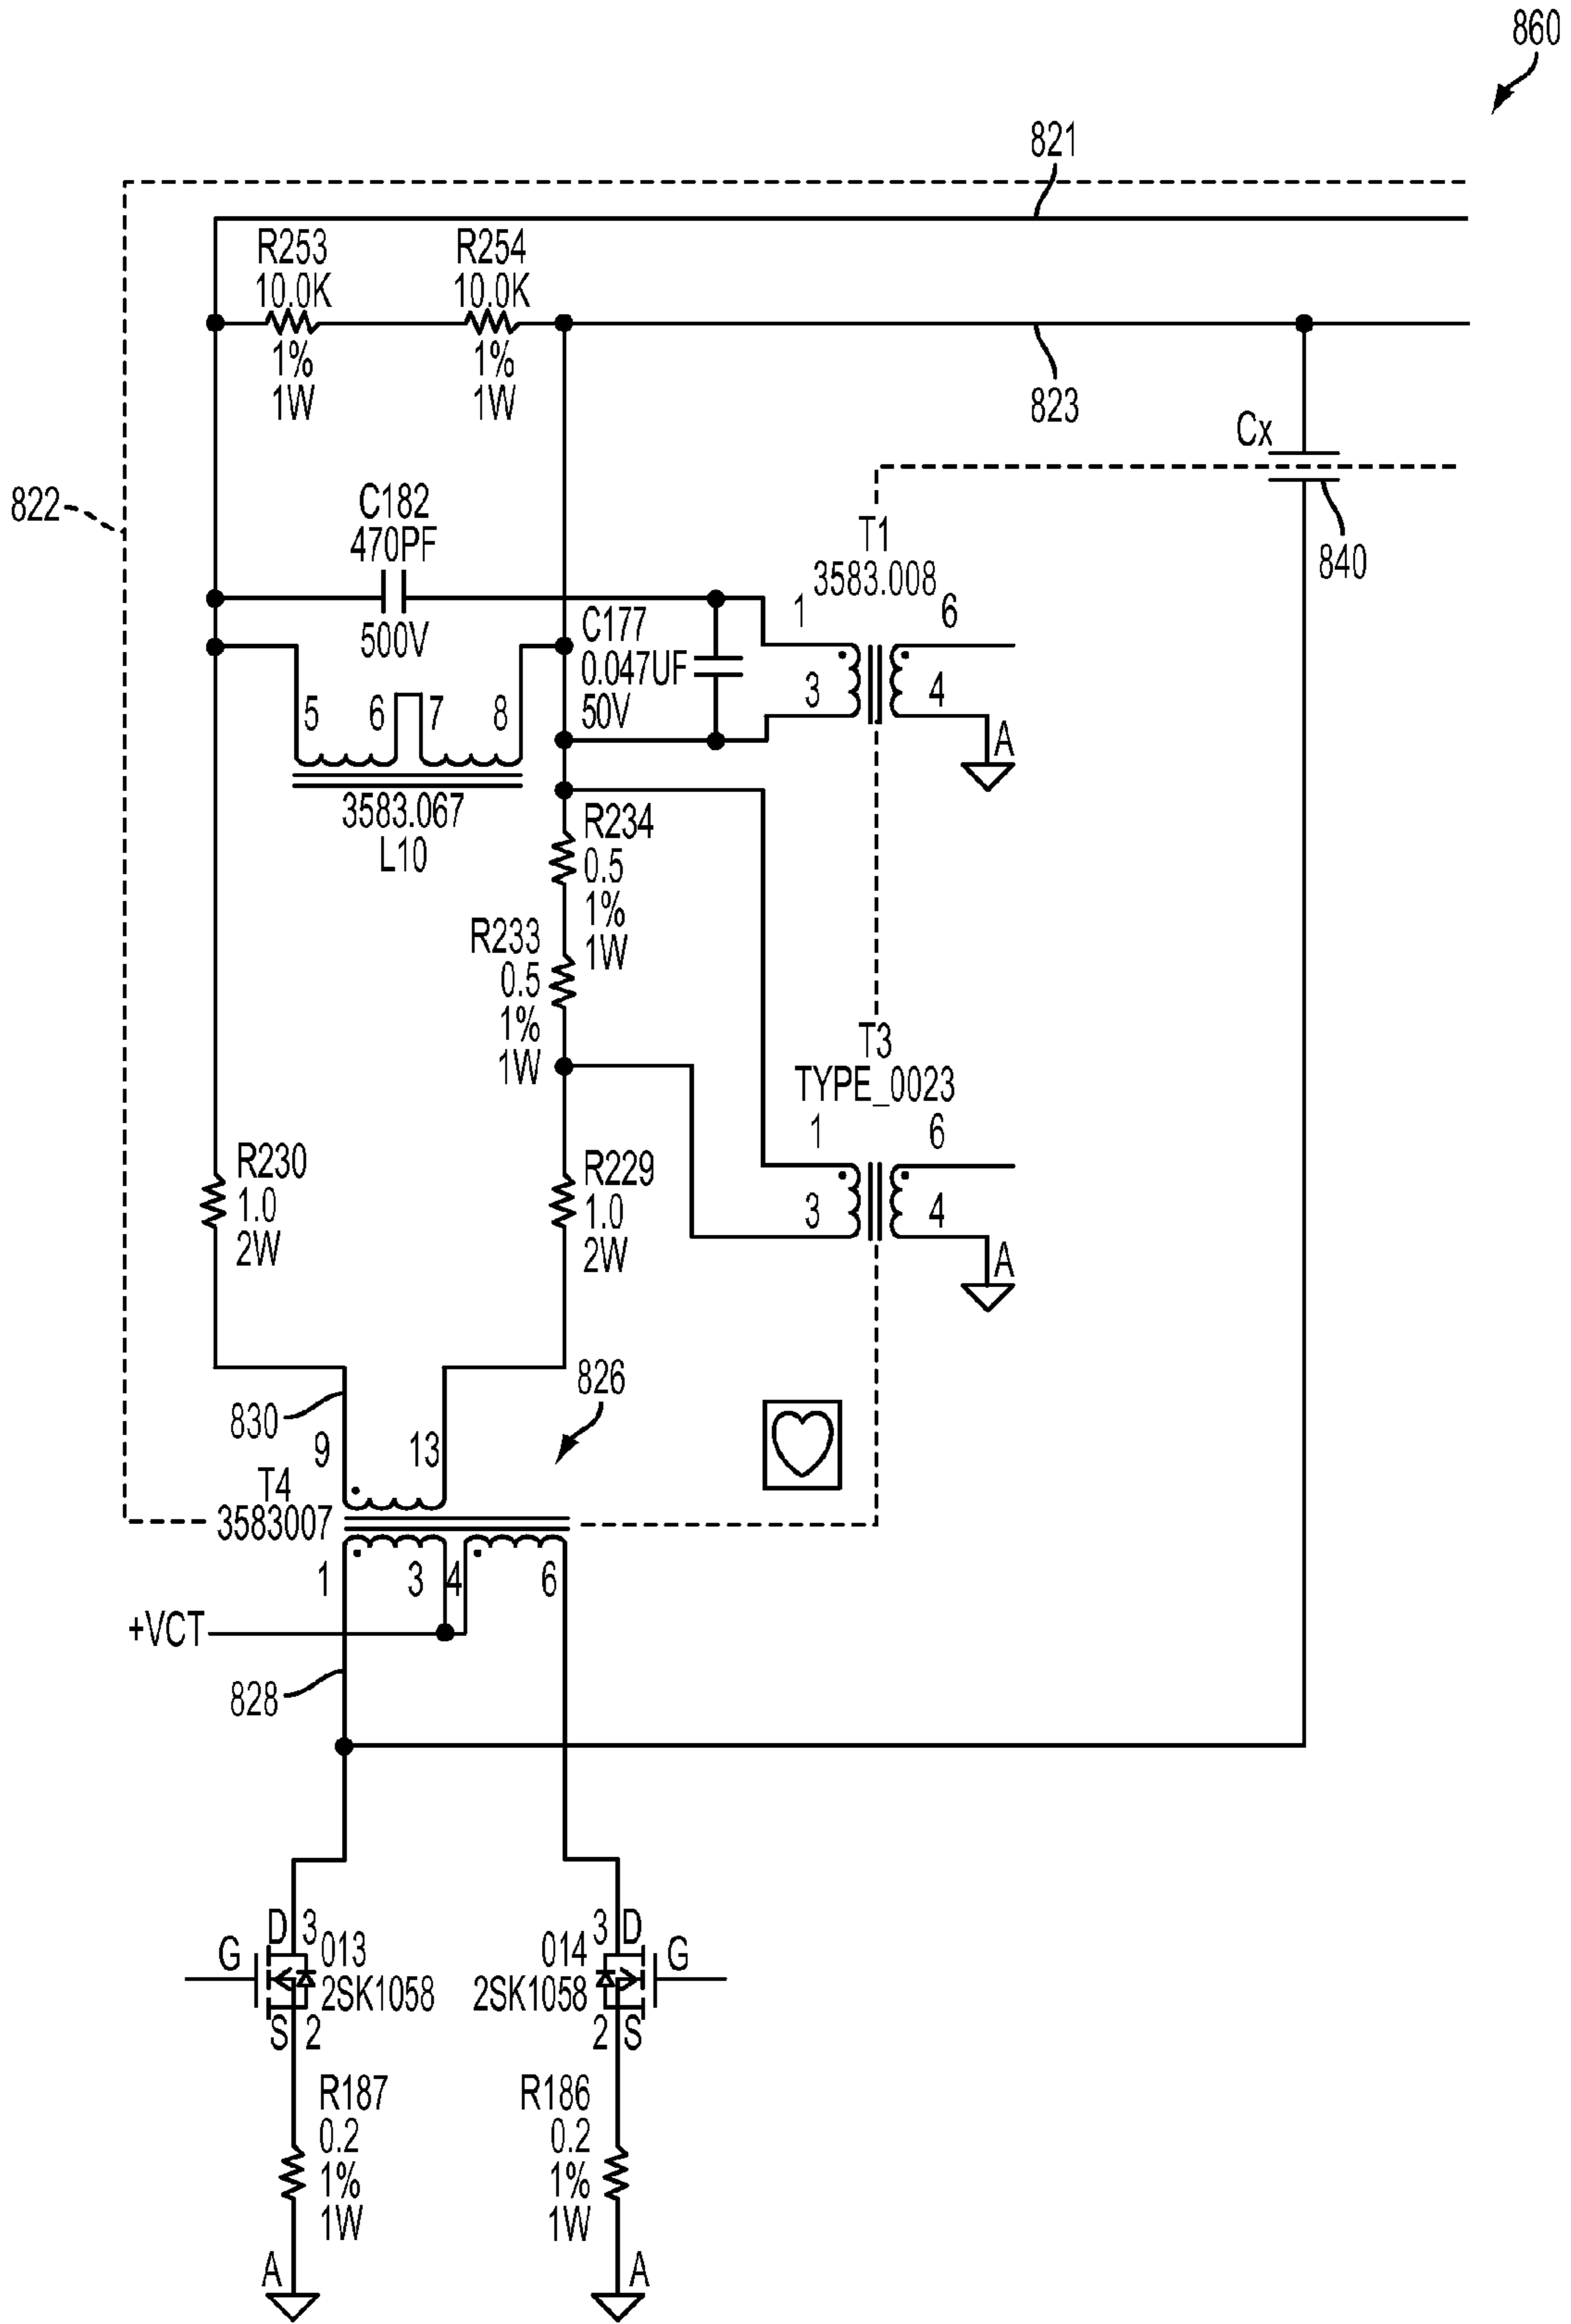 860
821
R253
10.0K
1%
1W
R254
10.0K
1%
1W
823
Cx
840
822
C182
470PF
500V
T1
3583.008
1
6
3
4
A
C177
0.047UF
50V
5
6
7
8
3583.067
L10
R234
0.5
1%
1W
R233
0.5
1%
1W
T3
TYPE_0023
1
6
3
4
A
R230
1.0
2W
R229
1.0
2W
826
830
9
13
T4
3583007
1
3
4
6
+VCT
828
D
3
G
013
2SK1058
S
2
3
D
014
G
2SK1058
2
S
R187
0.2
1%
1W
R186
0.2
1%
1W
A
A